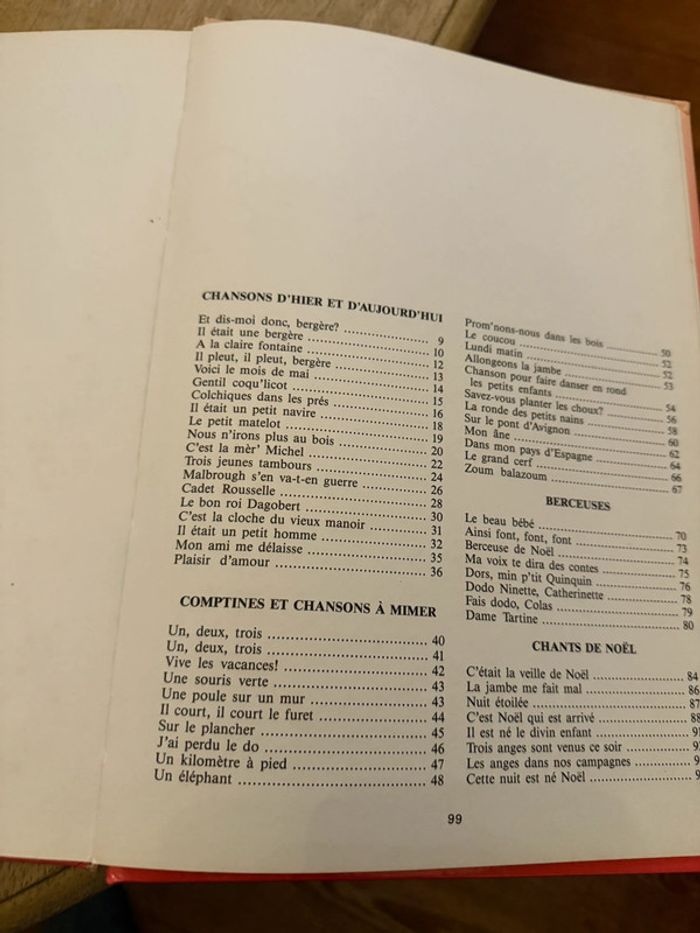 CHANSONS D'HIER ET D'AUJOURD'HUI
Et dis-moi donc, bergère? ........ 9
Il était une bergère ........ 10
A la claire fontaine ........ 12
Il pleut, il pleut, bergère ........ 13
Voici le mois de mai ........ 14
Gentil coqu'licot ........ 15
Colchiques dans les prés ........ 16
Il était un petit navire ........ 18
Le petit matelot ........ 19
Nous n'irons plus au bois ........ 20
C'est la mèr' Michel ........ 22
Trois jeunes tambours ........ 24
Malbrough s'en va-t-en guerre ........ 26
Cadet Rousselle ........ 28
Le bon roi Dagobert ........ 30
C'est la cloche du vieux manoir ........ 31
Il était un petit homme ........ 32
Mon ami me délaisse ........ 35
Plaisir d'amour ........ 36
COMPTINES ET CHANSONS À MIMER
Un, deux, trois ........ 40
Un, deux, trois ........ 41
Vive les vacances! ........ 42
Une souris verte ........ 43
Une poule sur un mur ........ 43
Il court, il court le furet ........ 44
Sur le plancher ........ 45
J'ai perdu le do ........ 46
Un kilomètre à pied ........ 47
Un éléphant ........ 48
Prom'nons-nous dans les bois ........ 50
Le coucou ........ 52
Lundi matin ........ 52
Allongeons la jambe ........ 53
Chanson pour faire danser en rond
les petits enfants ........ 54
Savez-vous planter les choux? ........ 56
La ronde des petits nains ........ 58
Sur le pont d'Avignon ........ 60
Mon âne ........ 62
Dans mon pays d'Espagne ........ 64
Le grand cerf ........ 66
Zoum balazoum ........ 67
BERCEUSES
Le beau bébé ........ 70
Ainsi font, font, font ........ 73
Berceuse de Noël ........ 74
Ma voix te dira des contes ........ 75
Dors, min p'tit Quinquin ........ 76
Dodo Ninette, Catherinette ........ 78
Fais dodo, Colas ........ 79
Dame Tartine ........ 80
CHANTS DE NOËL
C'était la veille de Noël ........ 84
La jambe me fait mal ........ 86
Nuit étoilée ........ 87
C'est Noël qui est arrivé ........ 88
Il est né le divin enfant ........
Trois anges sont venus ce soir ........
Les anges dans nos campagnes ........
Cette nuit est né Noël ........
99